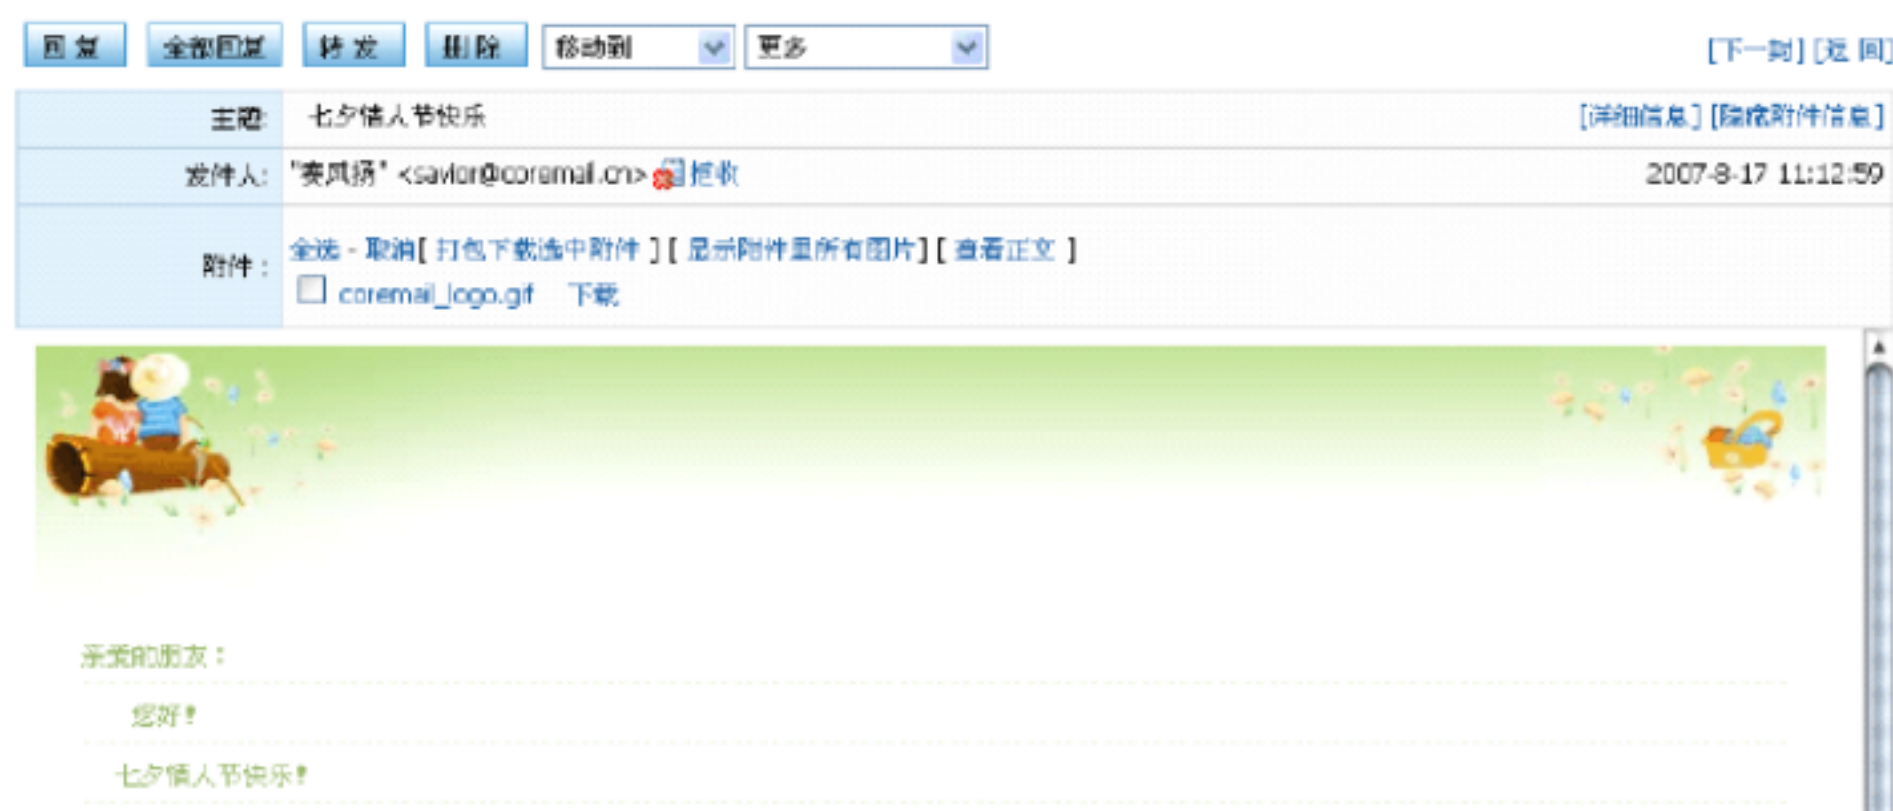 回 复 全部回复 转 发 删 除 移动到 更多 [下一封] [返 回]
主题: 七夕情人节快乐 [详细信息] [隐藏附件信息]
发件人: "赛风扬" <savior@coremail.cn> 拒收 2007-8-17 11:12:59
附件: 全选 - 取消[ 打包下载选中附件 ] [ 显示附件里所有图片] [ 查看正文 ]
coremail_logo.gif 下载
亲爱的朋友:
您好!
七夕情人节快乐!